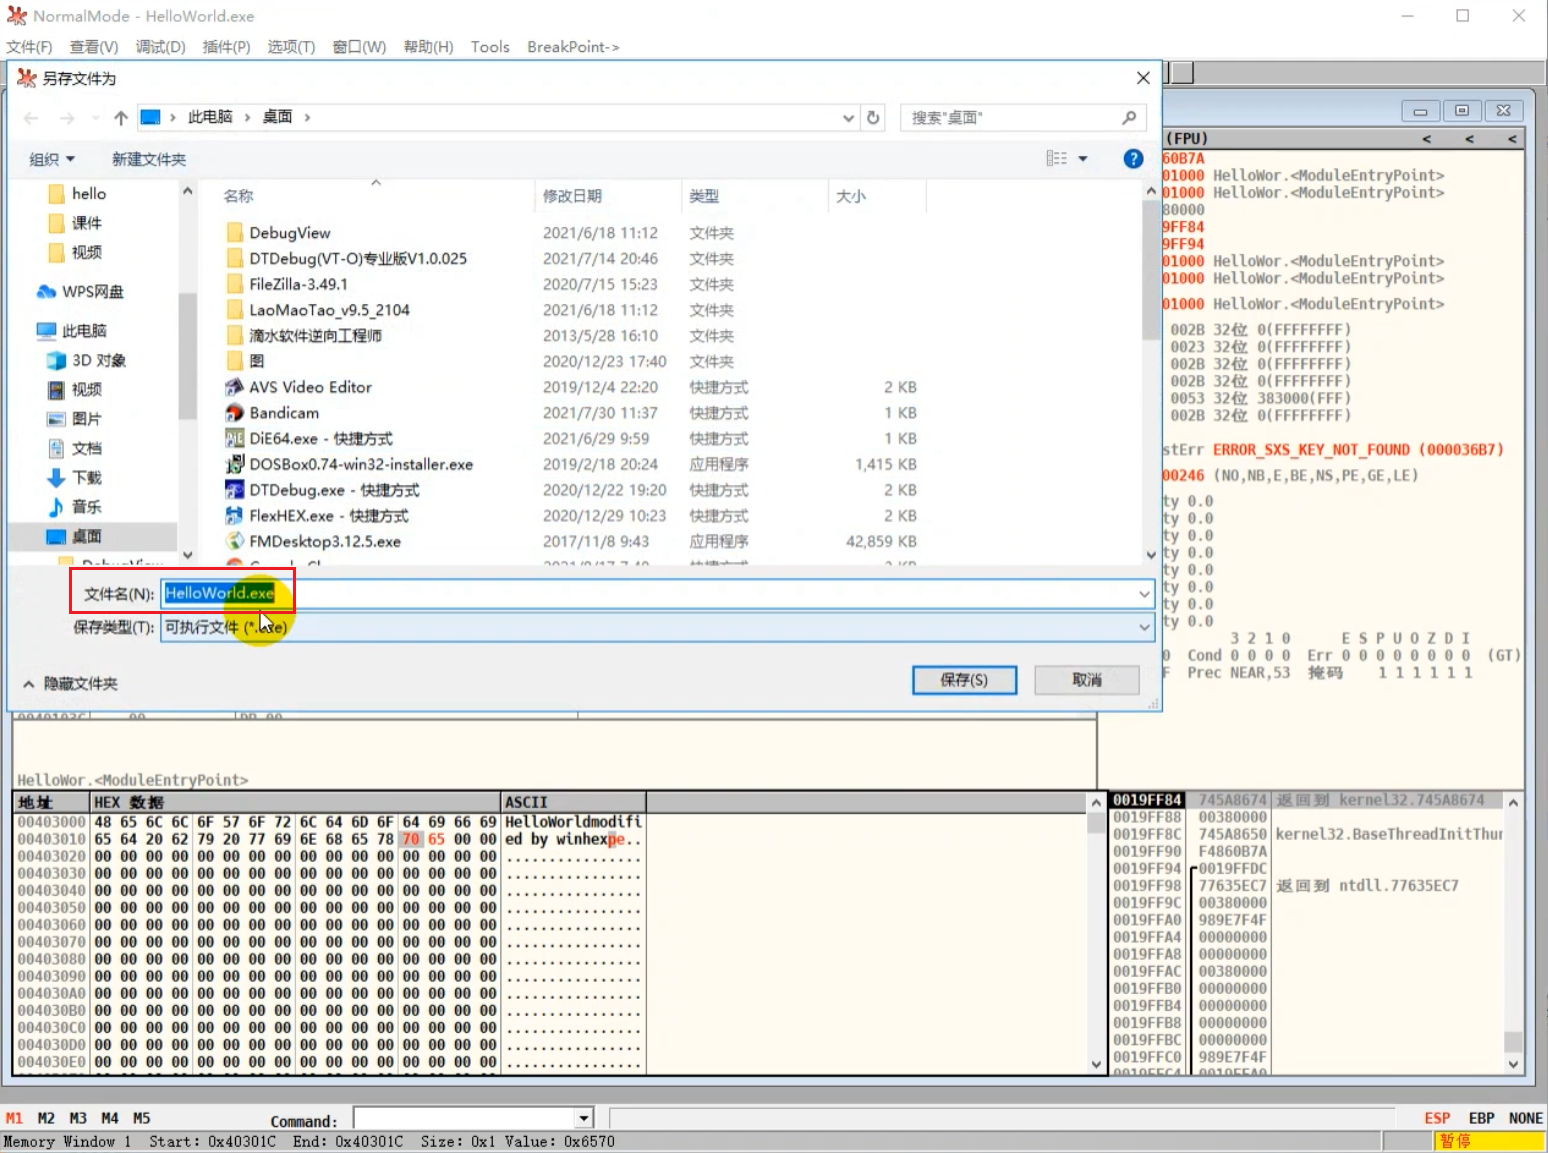 NormalMode - HelloWorld.exe
文件(F) 查看(V) 调试(D) 插件(P) 选项(T) 窗口(W) 帮助(H) Tools BreakPoint->
另存文件为
此电脑 > 桌面 >
搜索"桌面"
组织 新建文件夹
hello
课件
视频
WPS网盘
此电脑
3D 对象
视频
图片
文档
下载
音乐
桌面
名称 修改日期 类型 大小
DebugView 2021/6/18 11:12 文件夹
DTDebug(VT-O)专业版V1.0.025 2021/7/14 20:46 文件夹
FileZilla-3.49.1 2020/7/15 15:23 文件夹
LaoMaoTao_v9.5_2104 2021/6/18 11:12 文件夹
滴水软件逆向工程师 2013/5/28 16:10 文件夹
图 2020/12/23 17:40 文件夹
AVS Video Editor 2019/12/4 22:20 快捷方式 2 KB
Bandicam 2021/7/30 11:37 快捷方式 1 KB
DiE64.exe - 快捷方式 2021/6/29 9:59 快捷方式 1 KB
DOSBox0.74-win32-installer.exe 2019/2/18 20:24 应用程序 1,415 KB
DTDebug.exe - 快捷方式 2020/12/22 19:20 快捷方式 2 KB
FlexHEX.exe - 快捷方式 2020/12/29 10:23 快捷方式 2 KB
FMDesktop3.12.5.exe 2017/11/8 9:43 应用程序 42,859 KB
文件名(N): HelloWorld.exe
保存类型(T): 可执行文件 (*.exe)
隐藏文件夹
保存(S) 取消
(FPU) < < <
60B7A
01000 HelloWor.<ModuleEntryPoint>
01000 HelloWor.<ModuleEntryPoint>
80000
9FF84
9FF94
01000 HelloWor.<ModuleEntryPoint>
01000 HelloWor.<ModuleEntryPoint>
01000 HelloWor.<ModuleEntryPoint>
002B 32位 0(FFFFFFFF)
0023 32位 0(FFFFFFFF)
002B 32位 0(FFFFFFFF)
002B 32位 0(FFFFFFFF)
0053 32位 383000(FFF)
002B 32位 0(FFFFFFFF)
stErr ERROR_SXS_KEY_NOT_FOUND (000036B7)
00246 (NO,NB,E,BE,NS,PE,GE,LE)
ty 0.0
ty 0.0
ty 0.0
ty 0.0
ty 0.0
ty 0.0
ty 0.0
ty 0.0
3 2 1 0 E S P U O Z D I
0 Cond 0 0 0 0 Err 0 0 0 0 0 0 0 0 (GT)
F Prec NEAR,53 掩码 1 1 1 1 1 1
HelloWor.<ModuleEntryPoint>
地址 HEX 数据 ASCII
00403000 48 65 6C 6C 6F 57 6F 72 6C 64 6D 6F 64 69 66 69 HelloWorldmodifi
00403010 65 64 20 62 79 20 77 69 6E 68 65 78 70 65 00 00 ed by winhexpe..
00403020 00 00 00 00 00 00 00 00 00 00 00 00 00 00 00 00 ................
00403030 00 00 00 00 00 00 00 00 00 00 00 00 00 00 00 00 ................
00403040 00 00 00 00 00 00 00 00 00 00 00 00 00 00 00 00 ................
00403050 00 00 00 00 00 00 00 00 00 00 00 00 00 00 00 00 ................
00403060 00 00 00 00 00 00 00 00 00 00 00 00 00 00 00 00 ................
00403070 00 00 00 00 00 00 00 00 00 00 00 00 00 00 00 00 ................
00403080 00 00 00 00 00 00 00 00 00 00 00 00 00 00 00 00 ................
00403090 00 00 00 00 00 00 00 00 00 00 00 00 00 00 00 00 ................
004030A0 00 00 00 00 00 00 00 00 00 00 00 00 00 00 00 00 ................
004030B0 00 00 00 00 00 00 00 00 00 00 00 00 00 00 00 00 ................
004030C0 00 00 00 00 00 00 00 00 00 00 00 00 00 00 00 00 ................
004030D0 00 00 00 00 00 00 00 00 00 00 00 00 00 00 00 00 ................
004030E0 00 00 00 00 00 00 00 00 00 00 00 00 00 00 00 00 ................
0019FF84 745A8674 返回到 kernel32.745A8674
0019FF88 00380000
0019FF8C 745A8650 kernel32.BaseThreadInitThun
0019FF90 F4860B7A
0019FF94 0019FFDC
0019FF98 77635EC7 返回到 ntdll.77635EC7
0019FF9C 00380000
0019FFA0 989E7F4F
0019FFA4 00000000
0019FFA8 00000000
0019FFAC 00380000
0019FFB0 00000000
0019FFB4 00000000
0019FFB8 00000000
0019FFBC 00000000
0019FFC0 989E7F4F
0019FFC4 0019FFA0
M1 M2 M3 M4 M5 Command: ESP EBP NONE
Memory Window 1 Start: 0x40301C End: 0x40301C Size: 0x1 Value: 0x6570 暂停